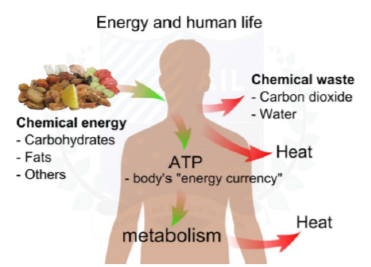 Energy and human life
Chemical waste
- Carbon dioxide
- Water
Chemical energy
- Carbohydrates
- Fats
- Others
Heat
ATP
- body's "energy currency"
Heat
metabolism